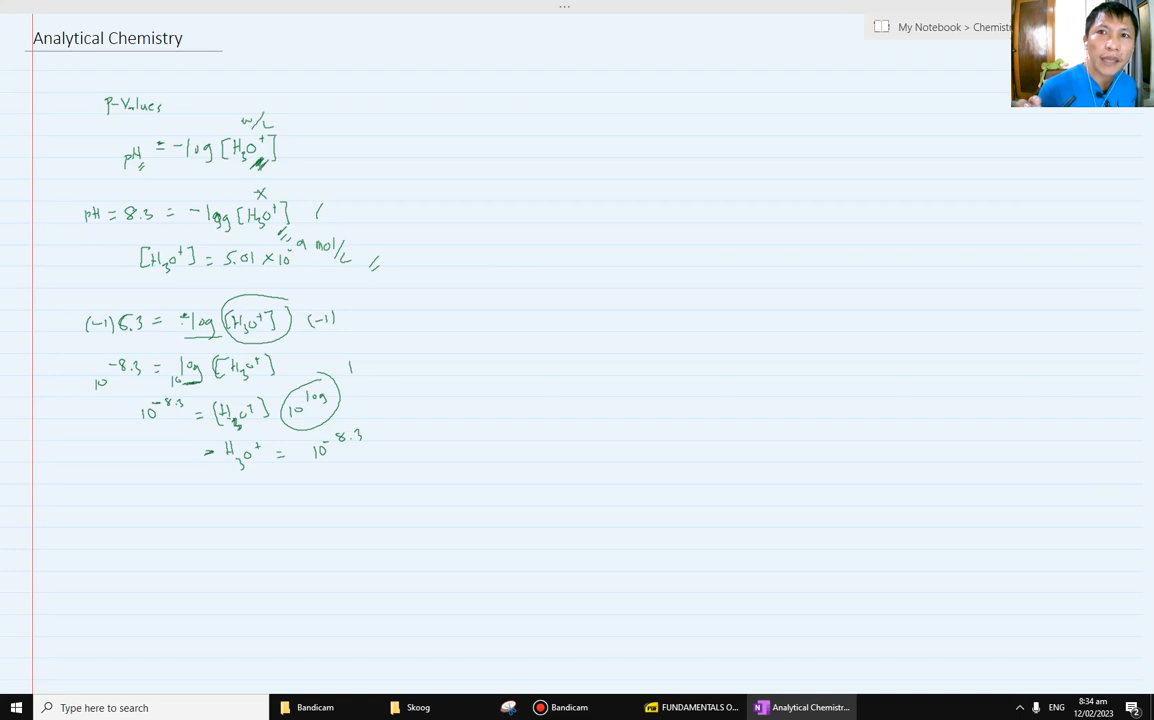 ...
My Notebook > Chemistr
Analytical Chemistry
P-Values
M/L
pH = -log [H3O+]
x
pH = 8.3 = -log [H3O+] (
[H3O+] = 5.01 × 10^-9 mol/L
(-1) 8.3 = -log [H3O+] (-1)
10^-8.3 = 10^log [H3O+]
10^-8.3 = [H3O+] 10^log
H3O+ = 10^-8.3
Type here to search
Bandicam
Skoog
Bandicam
FUNDAMENTALS O...
Analytical Chemistr...
ENG
8:34 am
12/02/2023
2